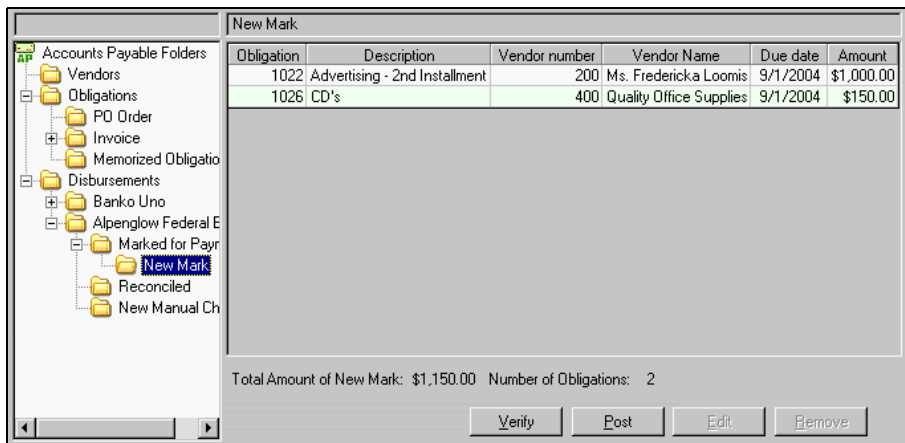 New Mark
AP
Accounts Payable Folders
Vendors
Obligations
PO Order
Invoice
Memorized Obligatio
Disbursements
Banko Uno
Alpenglow Federal
Marked for Payr
New Mark
Reconciled
New Manual Ch
Obligation Description Vendor number Vendor Name Due date Amount
1022 Advertising - 2nd Installment 200 Ms. Fredericka Loomis 9/1/2004 $1,000.00
1026 CD's 400 Quality Office Supplies 9/1/2004 $150.00
Total Amount of New Mark: $1,150.00 Number of Obligations: 2
Verify Post Edit Remove